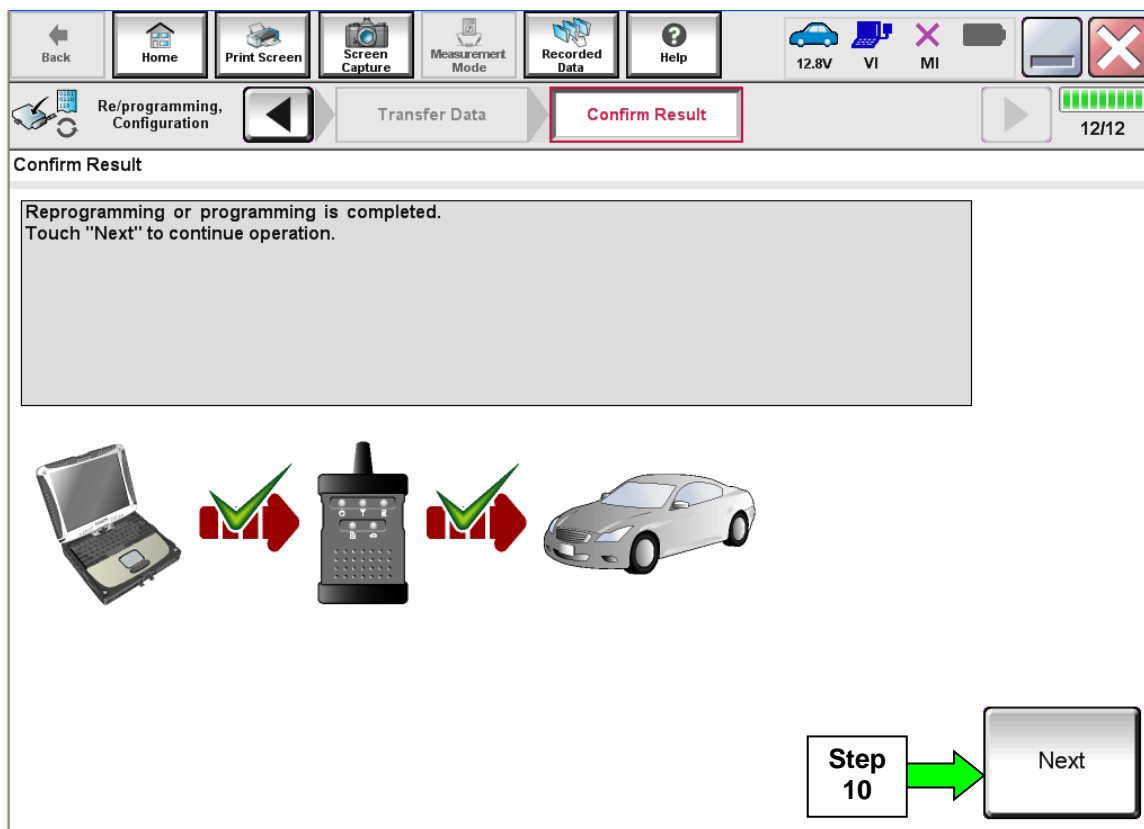 Back
Home
Print Screen
Screen
Capture
Measurement
Mode
Recorded
Data
Help
12.8V
VI
MI
Re/programming,
Configuration
Transfer Data
Confirm Result
12/12
Confirm Result
Reprogramming or programming is completed.
Touch "Next" to continue operation.
Step
10
Next